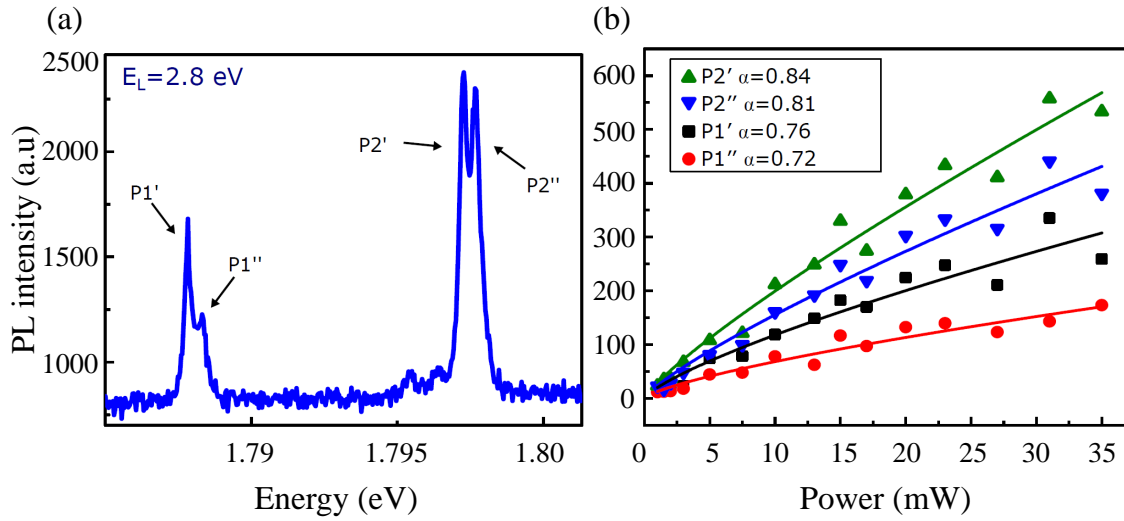 (a)
E_L=2.8 eV
P2'
P2''
P1'
P1''
2500
2000
1500
1000
PL intensity (a.u)
1.79
1.795
1.80
Energy (eV)
(b)
P2′ α=0.84
P2′′ α=0.81
P1′ α=0.76
P1′′ α=0.72
600
500
400
300
200
100
0
0
5
10
15
20
25
30
35
Power (mW)